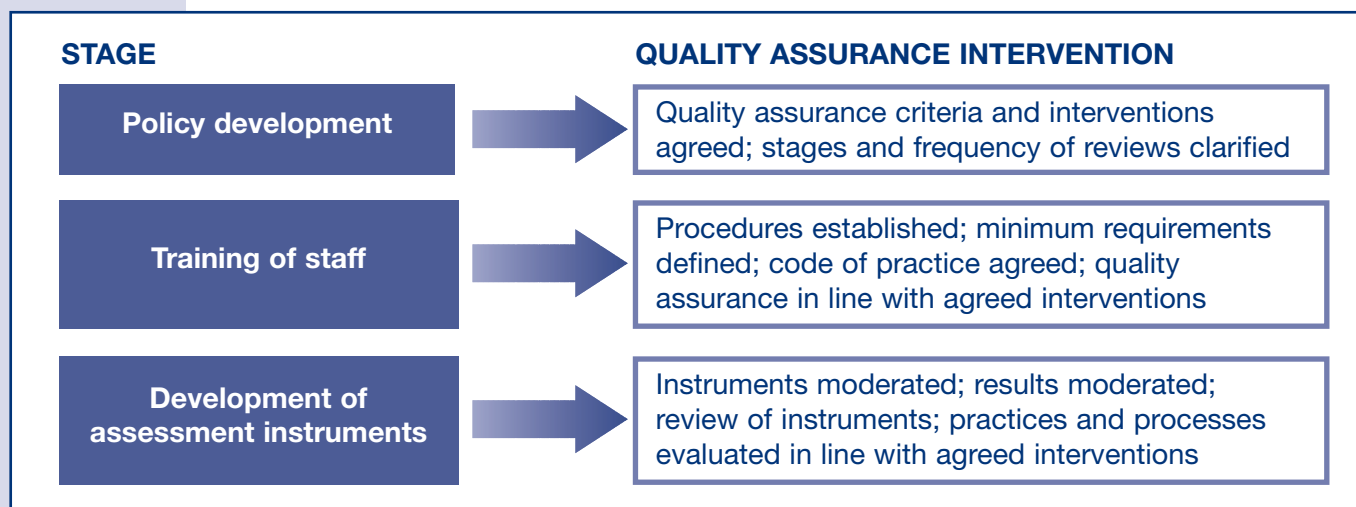 STAGE
QUALITY ASSURANCE INTERVENTION
Policy development
Quality assurance criteria and interventions
agreed; stages and frequency of reviews clarified
Training of staff
Procedures established; minimum requirements
defined; code of practice agreed; quality
assurance in line with agreed interventions
Development of
assessment instruments
Instruments moderated; results moderated;
review of instruments; practices and processes
evaluated in line with agreed interventions